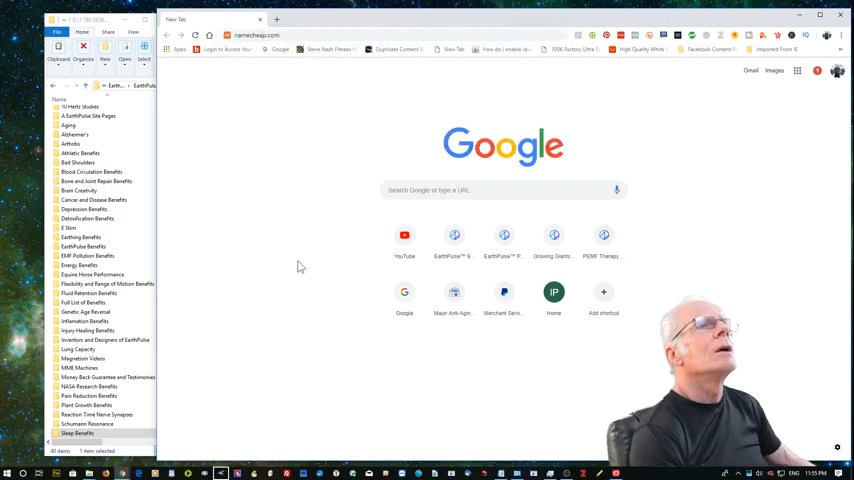 New Tab
namecheap.com
Apps
Login to Access Your
Google
Steve Nash Fitness
Duplicate Content S
New Tab
How do I enable Jav
1006 Factory Ultra
High Quality White
Facebook Content P
Imported From IE
Gmail Images
Google
Search Google or type a URL
YouTube
EarthPulse™ 9...
EarthPulse™ P...
Growing Giants...
PEMF Therapy ...
Google
Major Anti-Agin...
Merchant Servi...
IP
Home
Add shortcut
File
Home
Share
View
Clipboard
Organise
New
Open
Select
Earth...
EarthPuls
Name
10 Hertz Studies
A EarthPulse Site Pages
Aging
Alzheimer's
Arthritis
Athletic Benefits
Bad Shoulders
Blood Circulation Benefits
Bone and Joint Repair Benefits
Brain Creativity
Cancer and Disease Benefits
Depression Benefits
Detoxification Benefits
E Stim
Earthing Benefits
EarthPulse Benefits
EMF Pollution Benefits
Energy Benefits
Equine Horse Performance
Flexibility and Range of Motion Benefits
Fluid Retention Benefits
Full List of Benefits
Genetic Age Reversal
Inflamation Benefits
Injury Healing Benefits
Inventors and Designers of EarthPulse
Lung Capacity
Magnetism Videos
MME Machines
Money Back Guarantee and Testimonies
NASA Research Benefits
Pain Reduction Benefits
Plant Growth Benefits
Reaction Time Nerve Synapses
Schumann Resonance
Sleep Benefits
40 items
1 item selected
ENG
11:55 PM